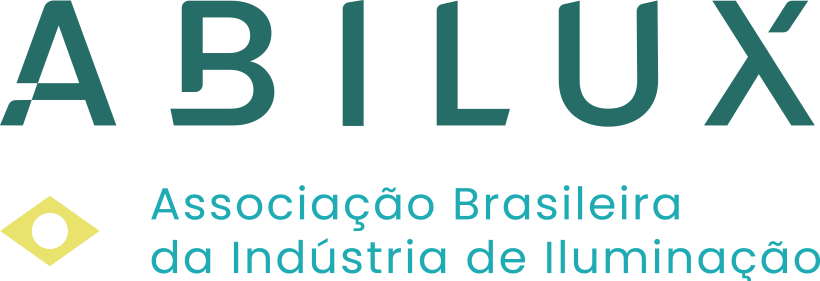 ABILUX
Associação Brasileira
da Indústria de Iluminação